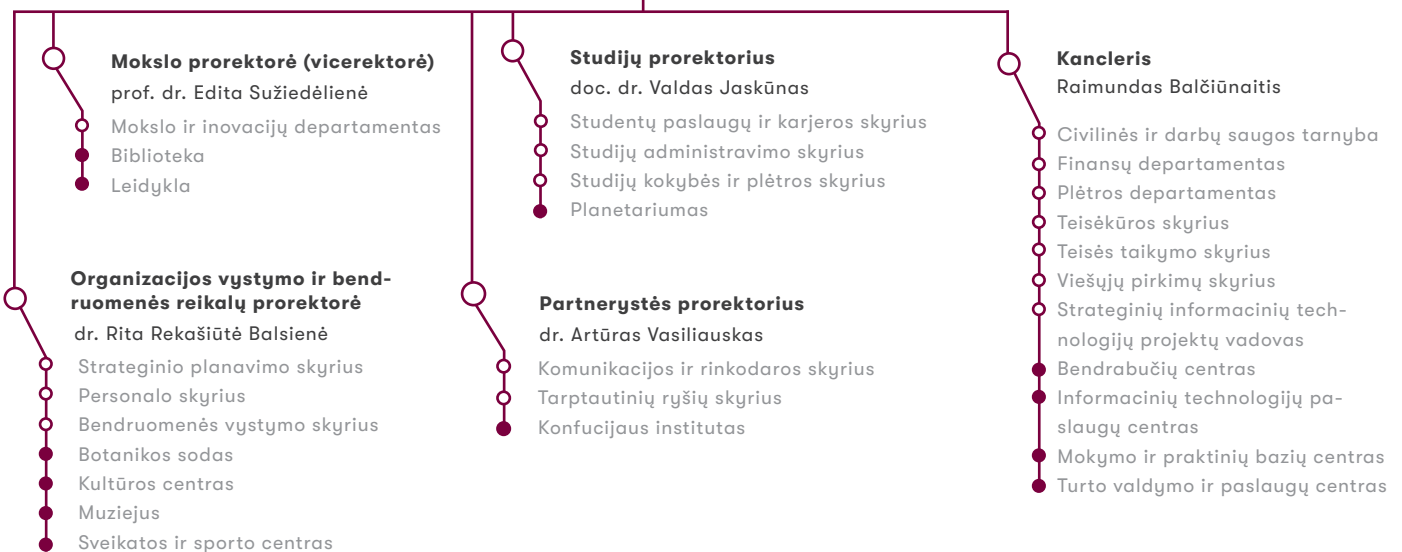 Mokslo prorektorė (vicerektorė)
prof. dr. Edita Sužiedėlienė
Mokslo ir inovacijų departamentas
Biblioteka
Leidykla
Organizacijos vystymo ir bend-
ruomenės reikalų prorektorė
dr. Rita Rekašiūtė Balsienė
Strateginio planavimo skyrius
Personalo skyrius
Bendruomenės vystymo skyrius
Botanikos sodas
Kultūros centras
Muziejus
Sveikatos ir sporto centras
Studijų prorektorius
doc. dr. Valdas Jaskūnas
Studentų paslaugų ir karjeros skyrius
Studijų administravimo skyrius
Studijų kokybės ir plėtros skyrius
Planetariumas
Partnerystės prorektorius
dr. Artūras Vasiliauskas
Komunikacijos ir rinkodaros skyrius
Tarptautinių ryšių skyrius
Konfucijaus institutas
Kancleris
Raimundas Balčiūnaitis
Civilinės ir darbų saugos tarnyba
Finansų departamentas
Plėtros departamentas
Teisėkūros skyrius
Teisės taikymo skyrius
Viešųjų pirkimų skyrius
Strateginių informacinių tech-
nologijų projektų vadovas
Bendrabučių centras
Informacinių technologijų pa-
slaugų centras
Mokymo ir praktinių bazių centras
Turto valdymo ir paslaugų centras